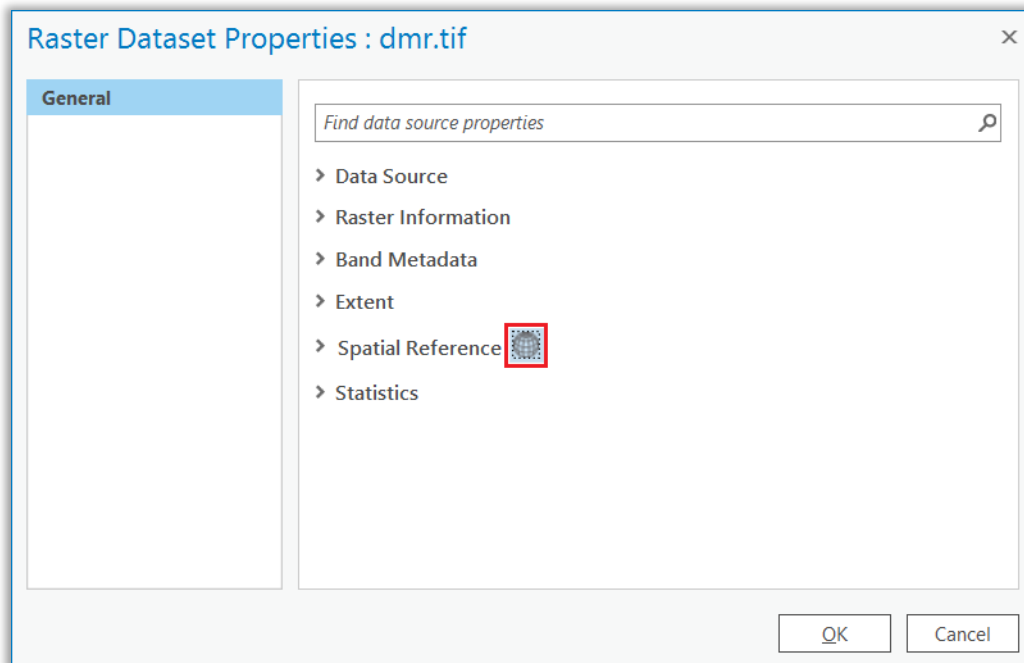 Raster Dataset Properties : dmr.tif
General
Find data source properties
Data Source
Raster Information
Band Metadata
Extent
Spatial Reference
Statistics
OK Cancel